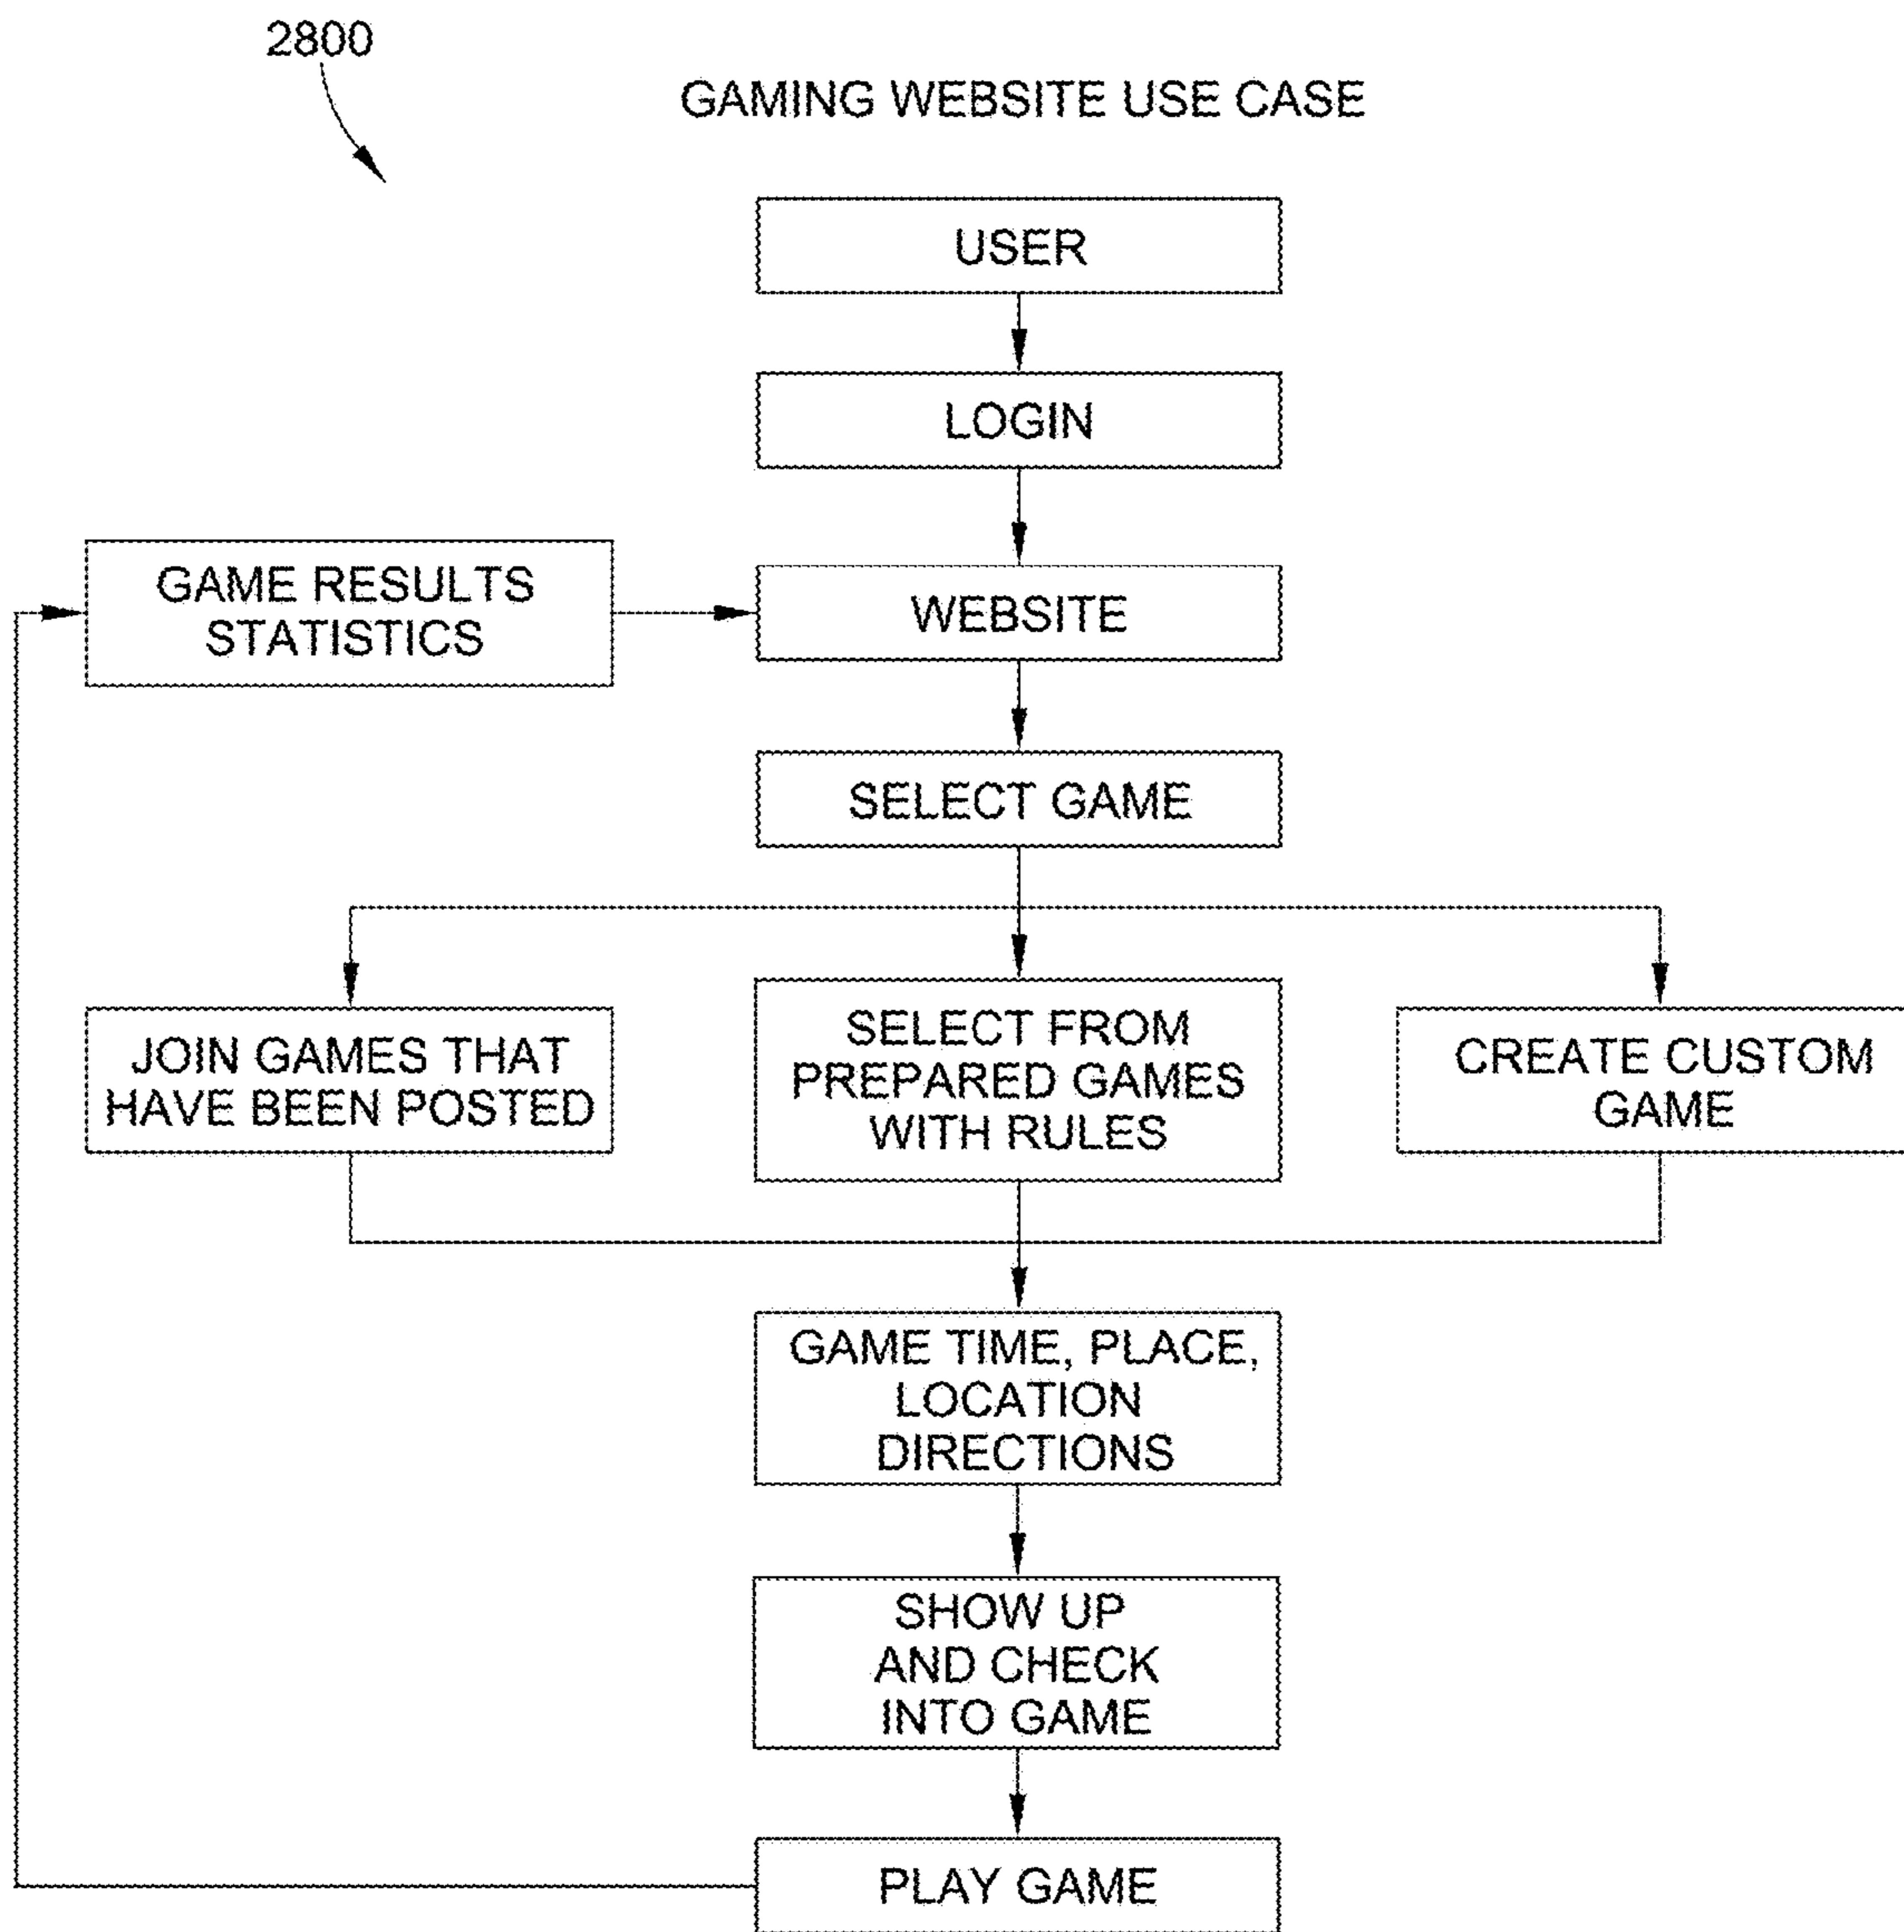 2800
GAMING WEBSITE USE CASE
USER
LOGIN
GAME RESULTS
STATISTICS
WEBSITE
SELECT GAME
JOIN GAMES THAT
HAVE BEEN POSTED
SELECT FROM
PREPARED GAMES
WITH RULES
CREATE CUSTOM
GAME
GAME TIME, PLACE,
LOCATION
DIRECTIONS
SHOW UP
AND CHECK
INTO GAME
PLAY GAME